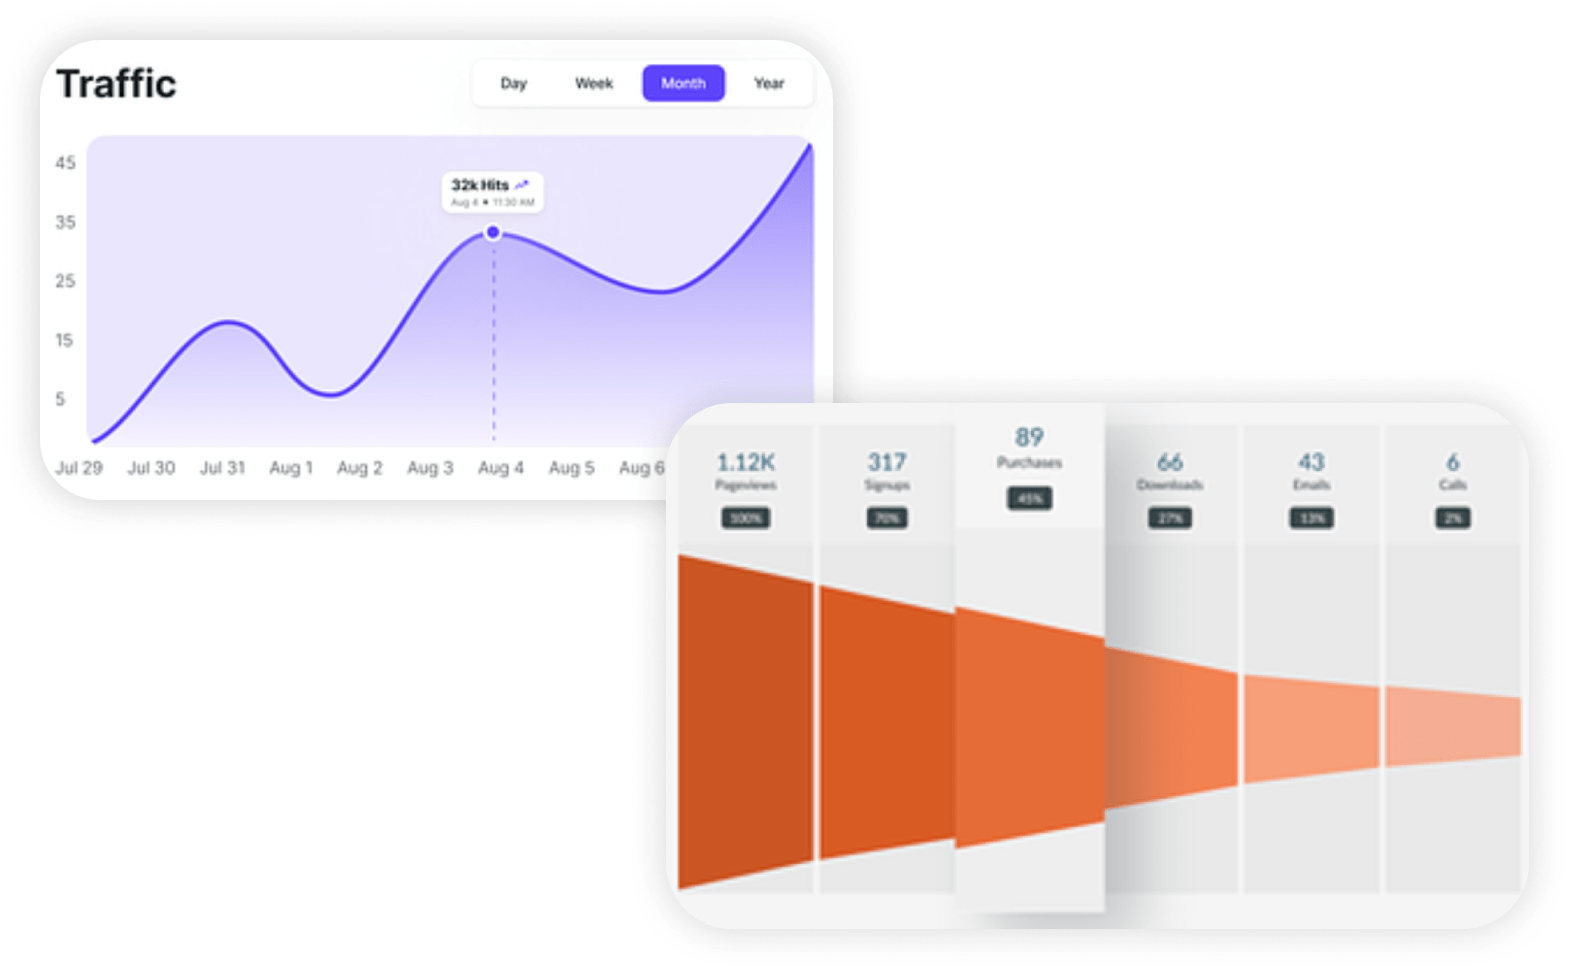 Traffic
Day Week Month Year
45
35
25
15
5
32k Hits
Aug 4 • 11:30 AM
Jul 29 Jul 30 Jul 31 Aug 1 Aug 2 Aug 3 Aug 4 Aug 5 Aug 6
1.12K 317 89 66 43 6
Pageviews Signups Purchases Downloads Emails Calls
100% 70% 45% 27% 13% 2%